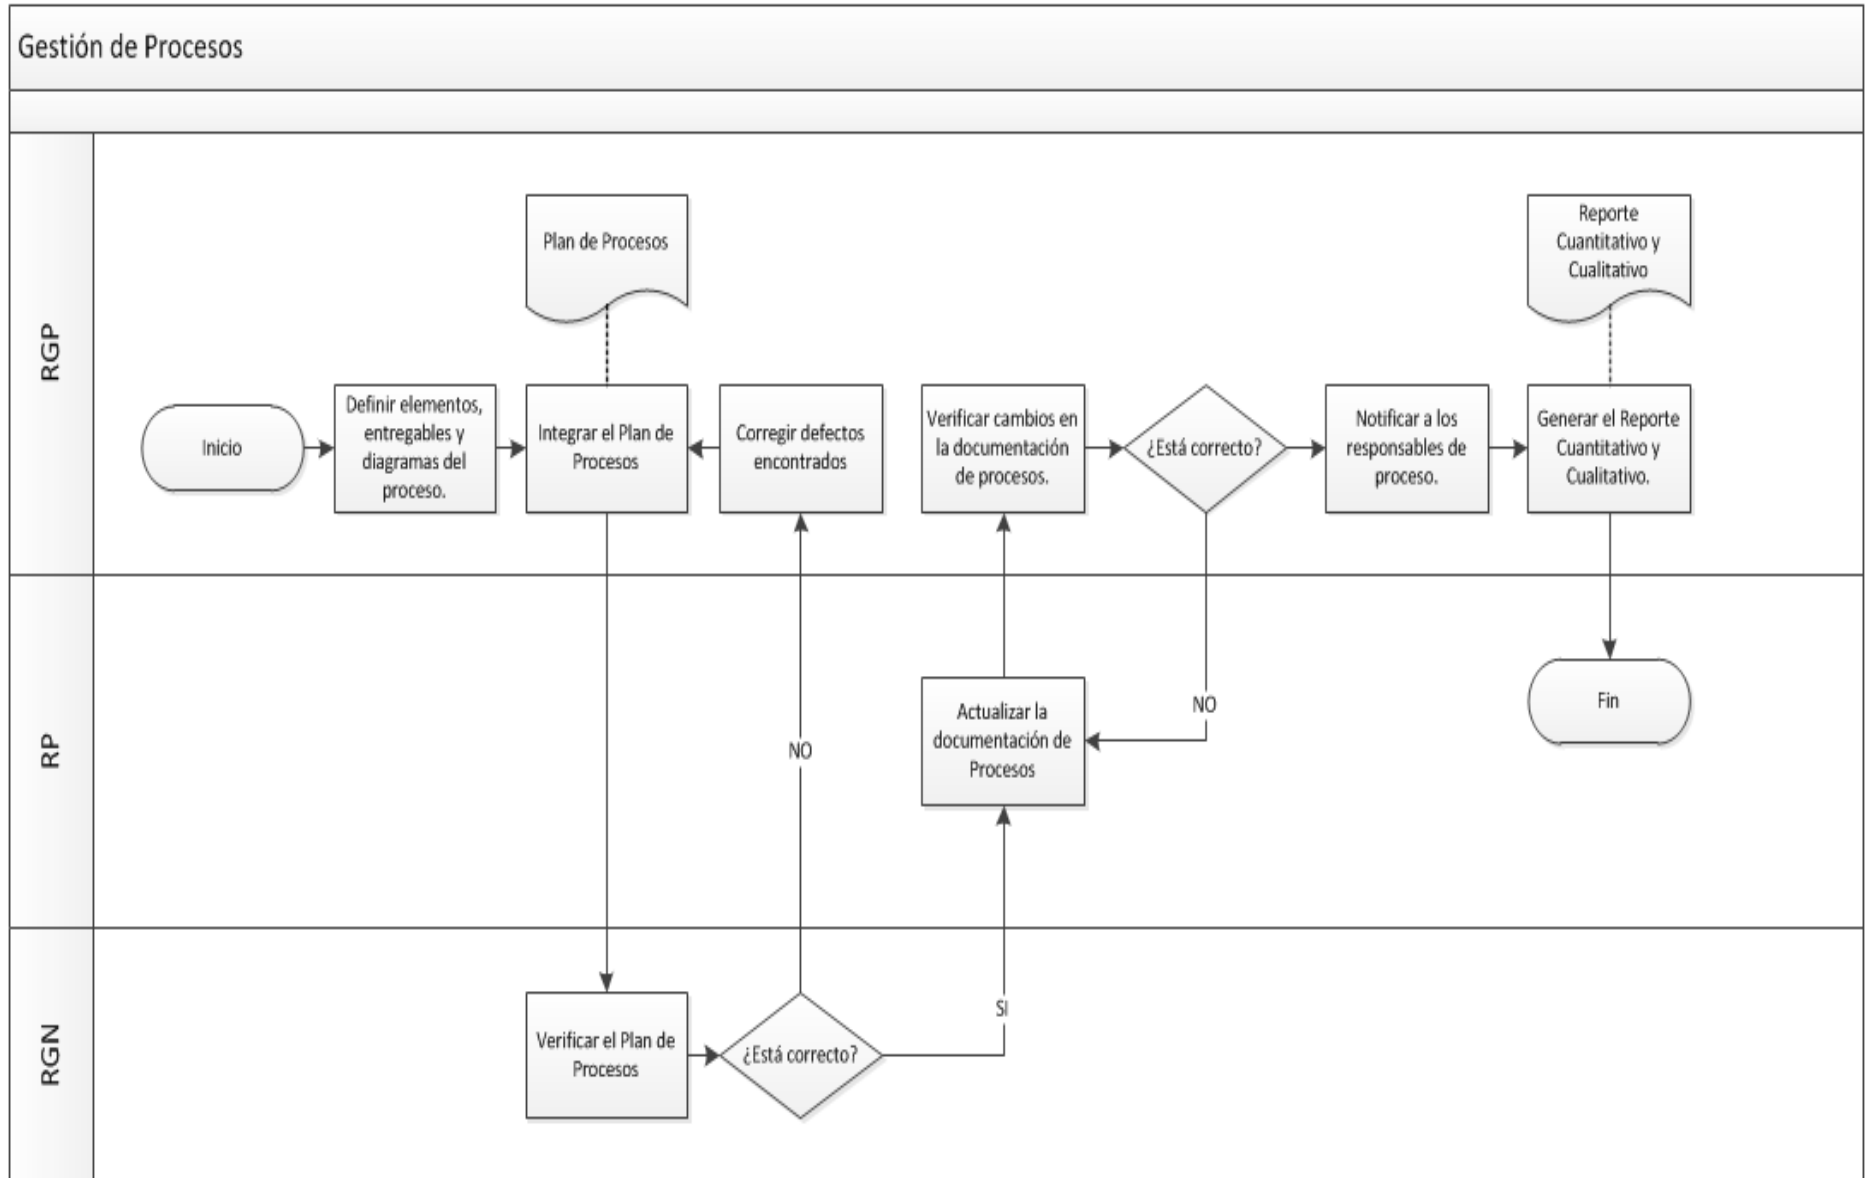 Gestión de Procesos
RGP
Plan de Procesos
Reporte
Cuantitativo y
Cualitativo
Inicio
Definir elementos,
entregables y
diagramas del
proceso.
Integrar el Plan de
Procesos
Corregir defectos
encontrados
Verificar cambios en
la documentación
de procesos.
¿Está correcto?
Notificar a los
responsables de
proceso.
Generar el Reporte
Cuantitativo y
Cualitativo.
RP
NO
Actualizar la
documentación de
Procesos
NO
Fin
RGN
Verificar el Plan de
Procesos
¿Está correcto?
SI